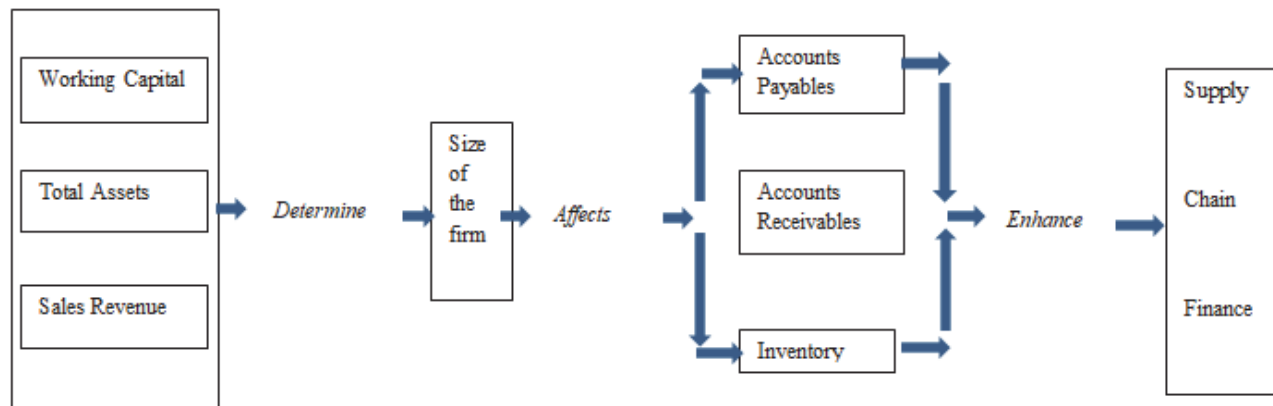 Working Capital
Total Assets
Sales Revenue
Determine
Size
of
the
firm
Affects
Accounts
Payables
Accounts
Receivables
Inventory
Enhance
Supply
Chain
Finance